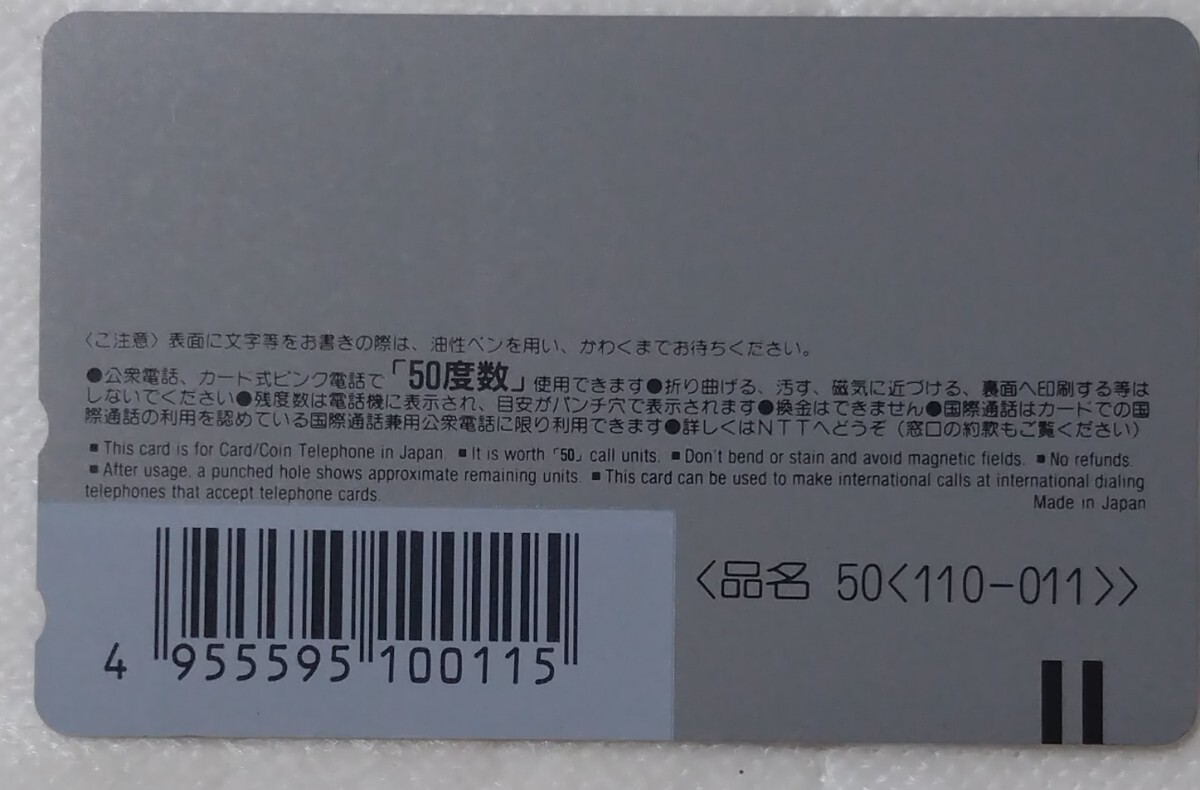 〈ご注意〉表面に文字等をお書きの際は、油性ペンを用い、かわくまでお待ちください。
●公衆電話、カード式ピンク電話で「50度数」使用できます●折り曲げる、汚す、磁気に近づける、裏面へ印刷する等は
しないでください●残度数は電話機に表示され、目安がパンチ穴で表示されます●換金はできません●国際通話はカードでの国
際通話の利用を認めている国際通話兼用公衆電話に限り利用できます●詳しくはNTTへどうぞ（窓口の約款もご覧ください）
■ This card is for Card/Coin Telephone in Japan. ■ It is worth「50」call units. ■ Don't bend or stain and avoid magnetic fields. ■ No refunds.
■ After usage, a punched hole shows approximate remaining units. ■ This card can be used to make international calls at international dialing
telephones that accept telephone cards.
Made in Japan
〈品名 50〈110-011〉〉
4 955595 100115